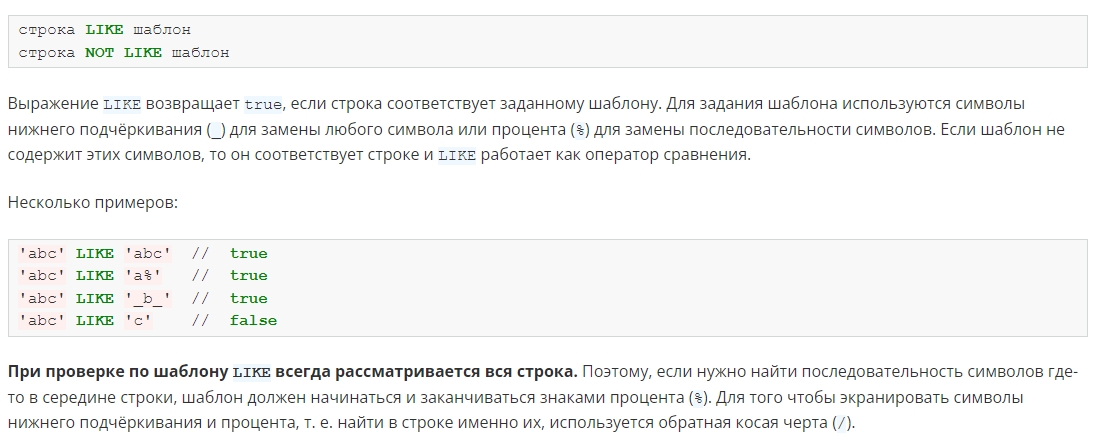 строка LIKE шаблон
строка NOT LIKE шаблон
Выражение LIKE возвращает true, если строка соответствует заданному шаблону. Для задания шаблона используются символы
нижнего подчёркивания (_) для замены любого символа или процента (%) для замены последовательности символов. Если шаблон не
содержит этих символов, то он соответствует строке и LIKE работает как оператор сравнения.
Несколько примеров:
'abc' LIKE 'abc' // true
'abc' LIKE 'a%' // true
'abc' LIKE '_b_' // true
'abc' LIKE 'c' // false
При проверке по шаблону LIKE всегда рассматривается вся строка. Поэтому, если нужно найти последовательность символов где-
то в середине строки, шаблон должен начинаться и заканчиваться знаками процента (%). Для того чтобы экранировать символы
нижнего подчёркивания и процента, т. е. найти в строке именно их, используется обратная косая черта (/).